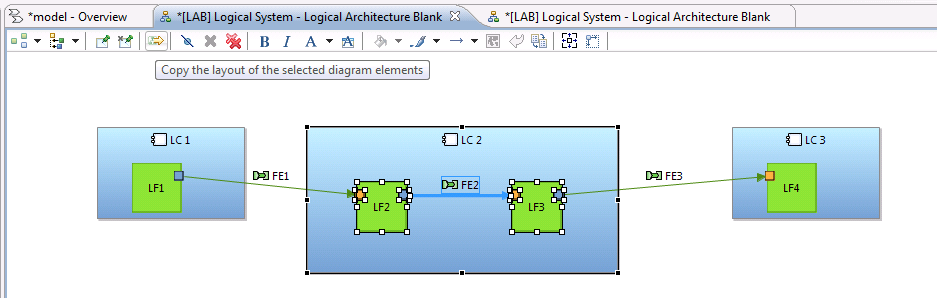 *model - Overview
*[LAB] Logical System - Logical Architecture Blank
*[LAB] Logical System - Logical Architecture Blank
B I A A
Copy the layout of the selected diagram elements
LC 1
LC 2
LC 3
LF1
FE1
LF2
FE2
LF3
FE3
LF4